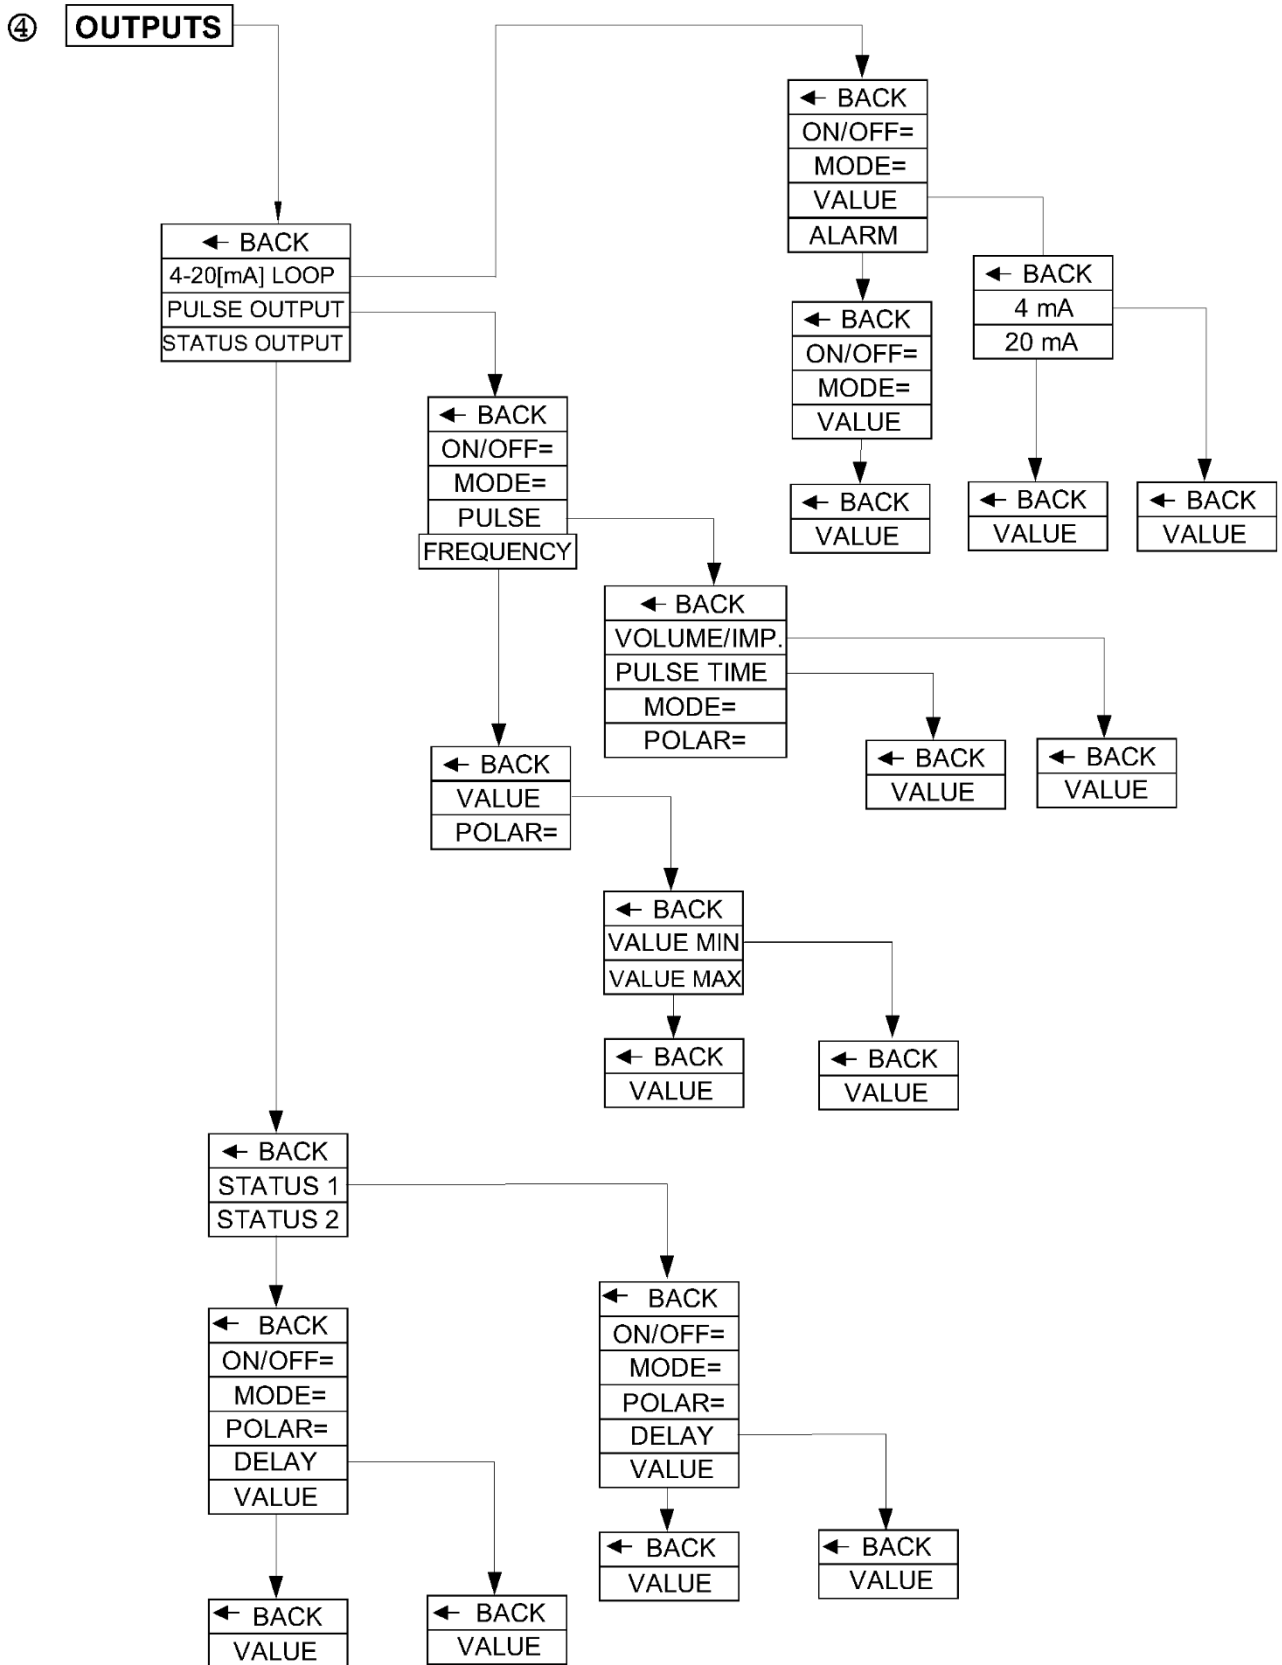 ④ OUTPUTS
← BACK
4-20[mA] LOOP
PULSE OUTPUT
STATUS OUTPUT
← BACK
ON/OFF=
MODE=
VALUE
ALARM
← BACK
4 mA
20 mA
← BACK
ON/OFF=
MODE=
VALUE
← BACK
VALUE
← BACK
VALUE
← BACK
VALUE
← BACK
ON/OFF=
MODE=
PULSE
FREQUENCY
← BACK
VOLUME/IMP.
PULSE TIME
MODE=
POLAR=
← BACK
VALUE
← BACK
VALUE
← BACK
VALUE
POLAR=
← BACK
VALUE MIN
VALUE MAX
← BACK
VALUE
← BACK
VALUE
← BACK
STATUS 1
STATUS 2
← BACK
ON/OFF=
MODE=
POLAR=
DELAY
VALUE
← BACK
ON/OFF=
MODE=
POLAR=
DELAY
VALUE
← BACK
VALUE
← BACK
VALUE
← BACK
VALUE
← BACK
VALUE